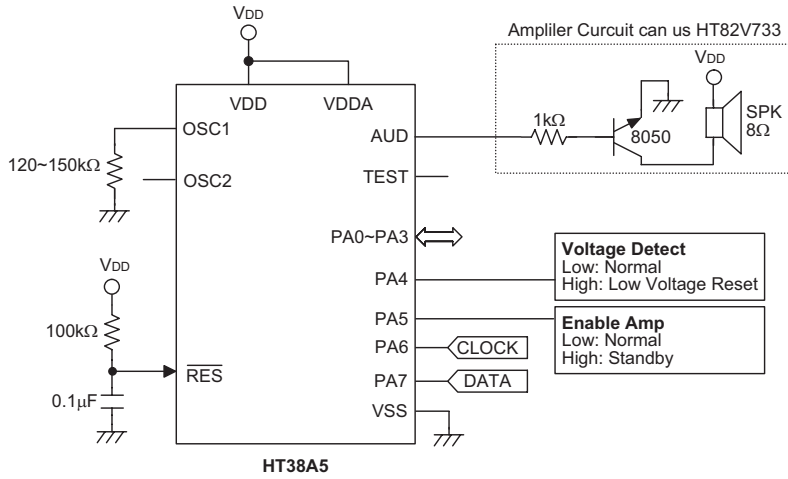 VDD
Ampliler Curcuit can us HT82V733
VDD
VDD
VDDA
OSC1
AUD
1kΩ
8050
SPK
8Ω
120~150kΩ
OSC2
TEST
PA0~PA3
VDD
Voltage Detect
Low: Normal
High: Low Voltage Reset
PA4
100kΩ
PA5
Enable Amp
Low: Normal
High: Standby
PA6
CLOCK
RES
PA7
DATA
0.1µF
VSS
HT38A5